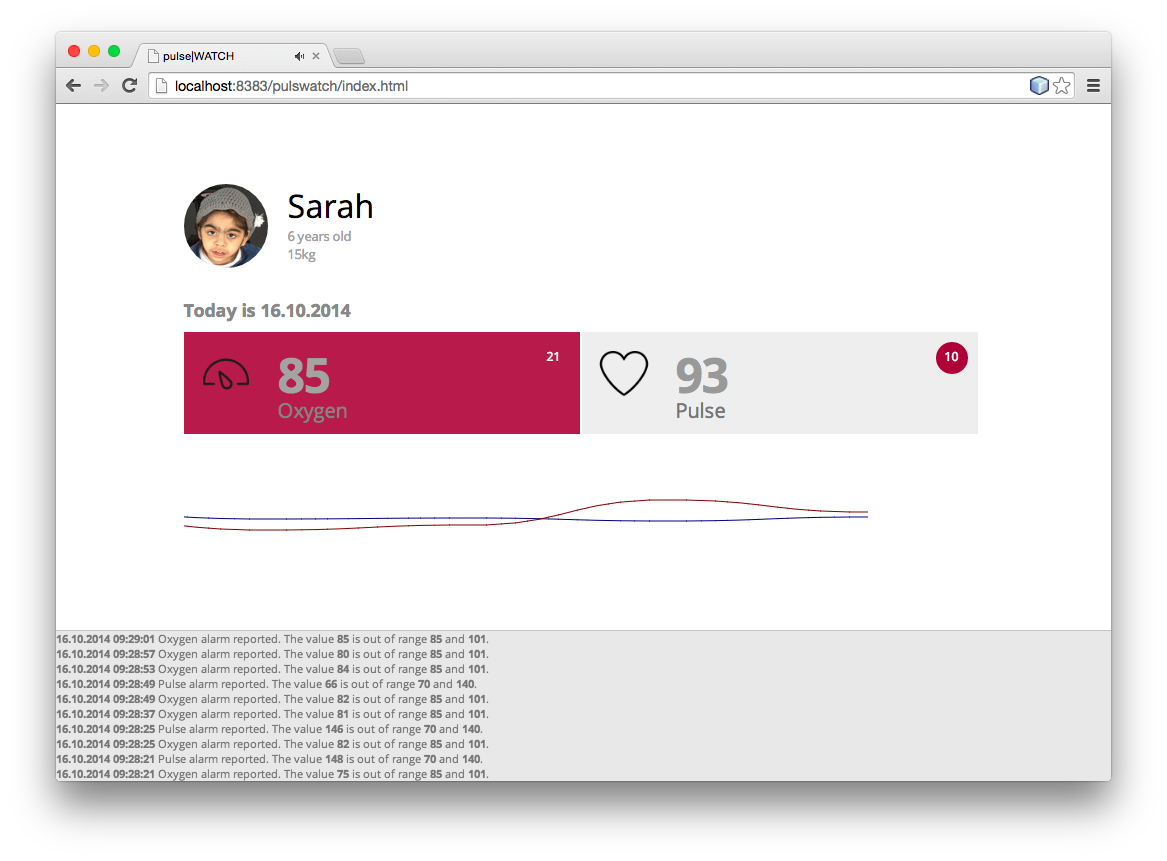 pulse|WATCH
localhost:8383/pulswatch/index.html
Sarah
6 years old
15kg
Today is 16.10.2014
85
Oxygen
21
93
Pulse
10
16.10.2014 09:29:01 Oxygen alarm reported. The value 85 is out of range 85 and 101.
16.10.2014 09:28:57 Oxygen alarm reported. The value 80 is out of range 85 and 101.
16.10.2014 09:28:53 Oxygen alarm reported. The value 84 is out of range 85 and 101.
16.10.2014 09:28:49 Pulse alarm reported. The value 66 is out of range 70 and 140.
16.10.2014 09:28:49 Oxygen alarm reported. The value 82 is out of range 85 and 101.
16.10.2014 09:28:37 Oxygen alarm reported. The value 81 is out of range 85 and 101.
16.10.2014 09:28:25 Pulse alarm reported. The value 146 is out of range 70 and 140.
16.10.2014 09:28:25 Oxygen alarm reported. The value 82 is out of range 85 and 101.
16.10.2014 09:28:21 Pulse alarm reported. The value 148 is out of range 70 and 140.
16.10.2014 09:28:21 Oxygen alarm reported. The value 75 is out of range 85 and 101.